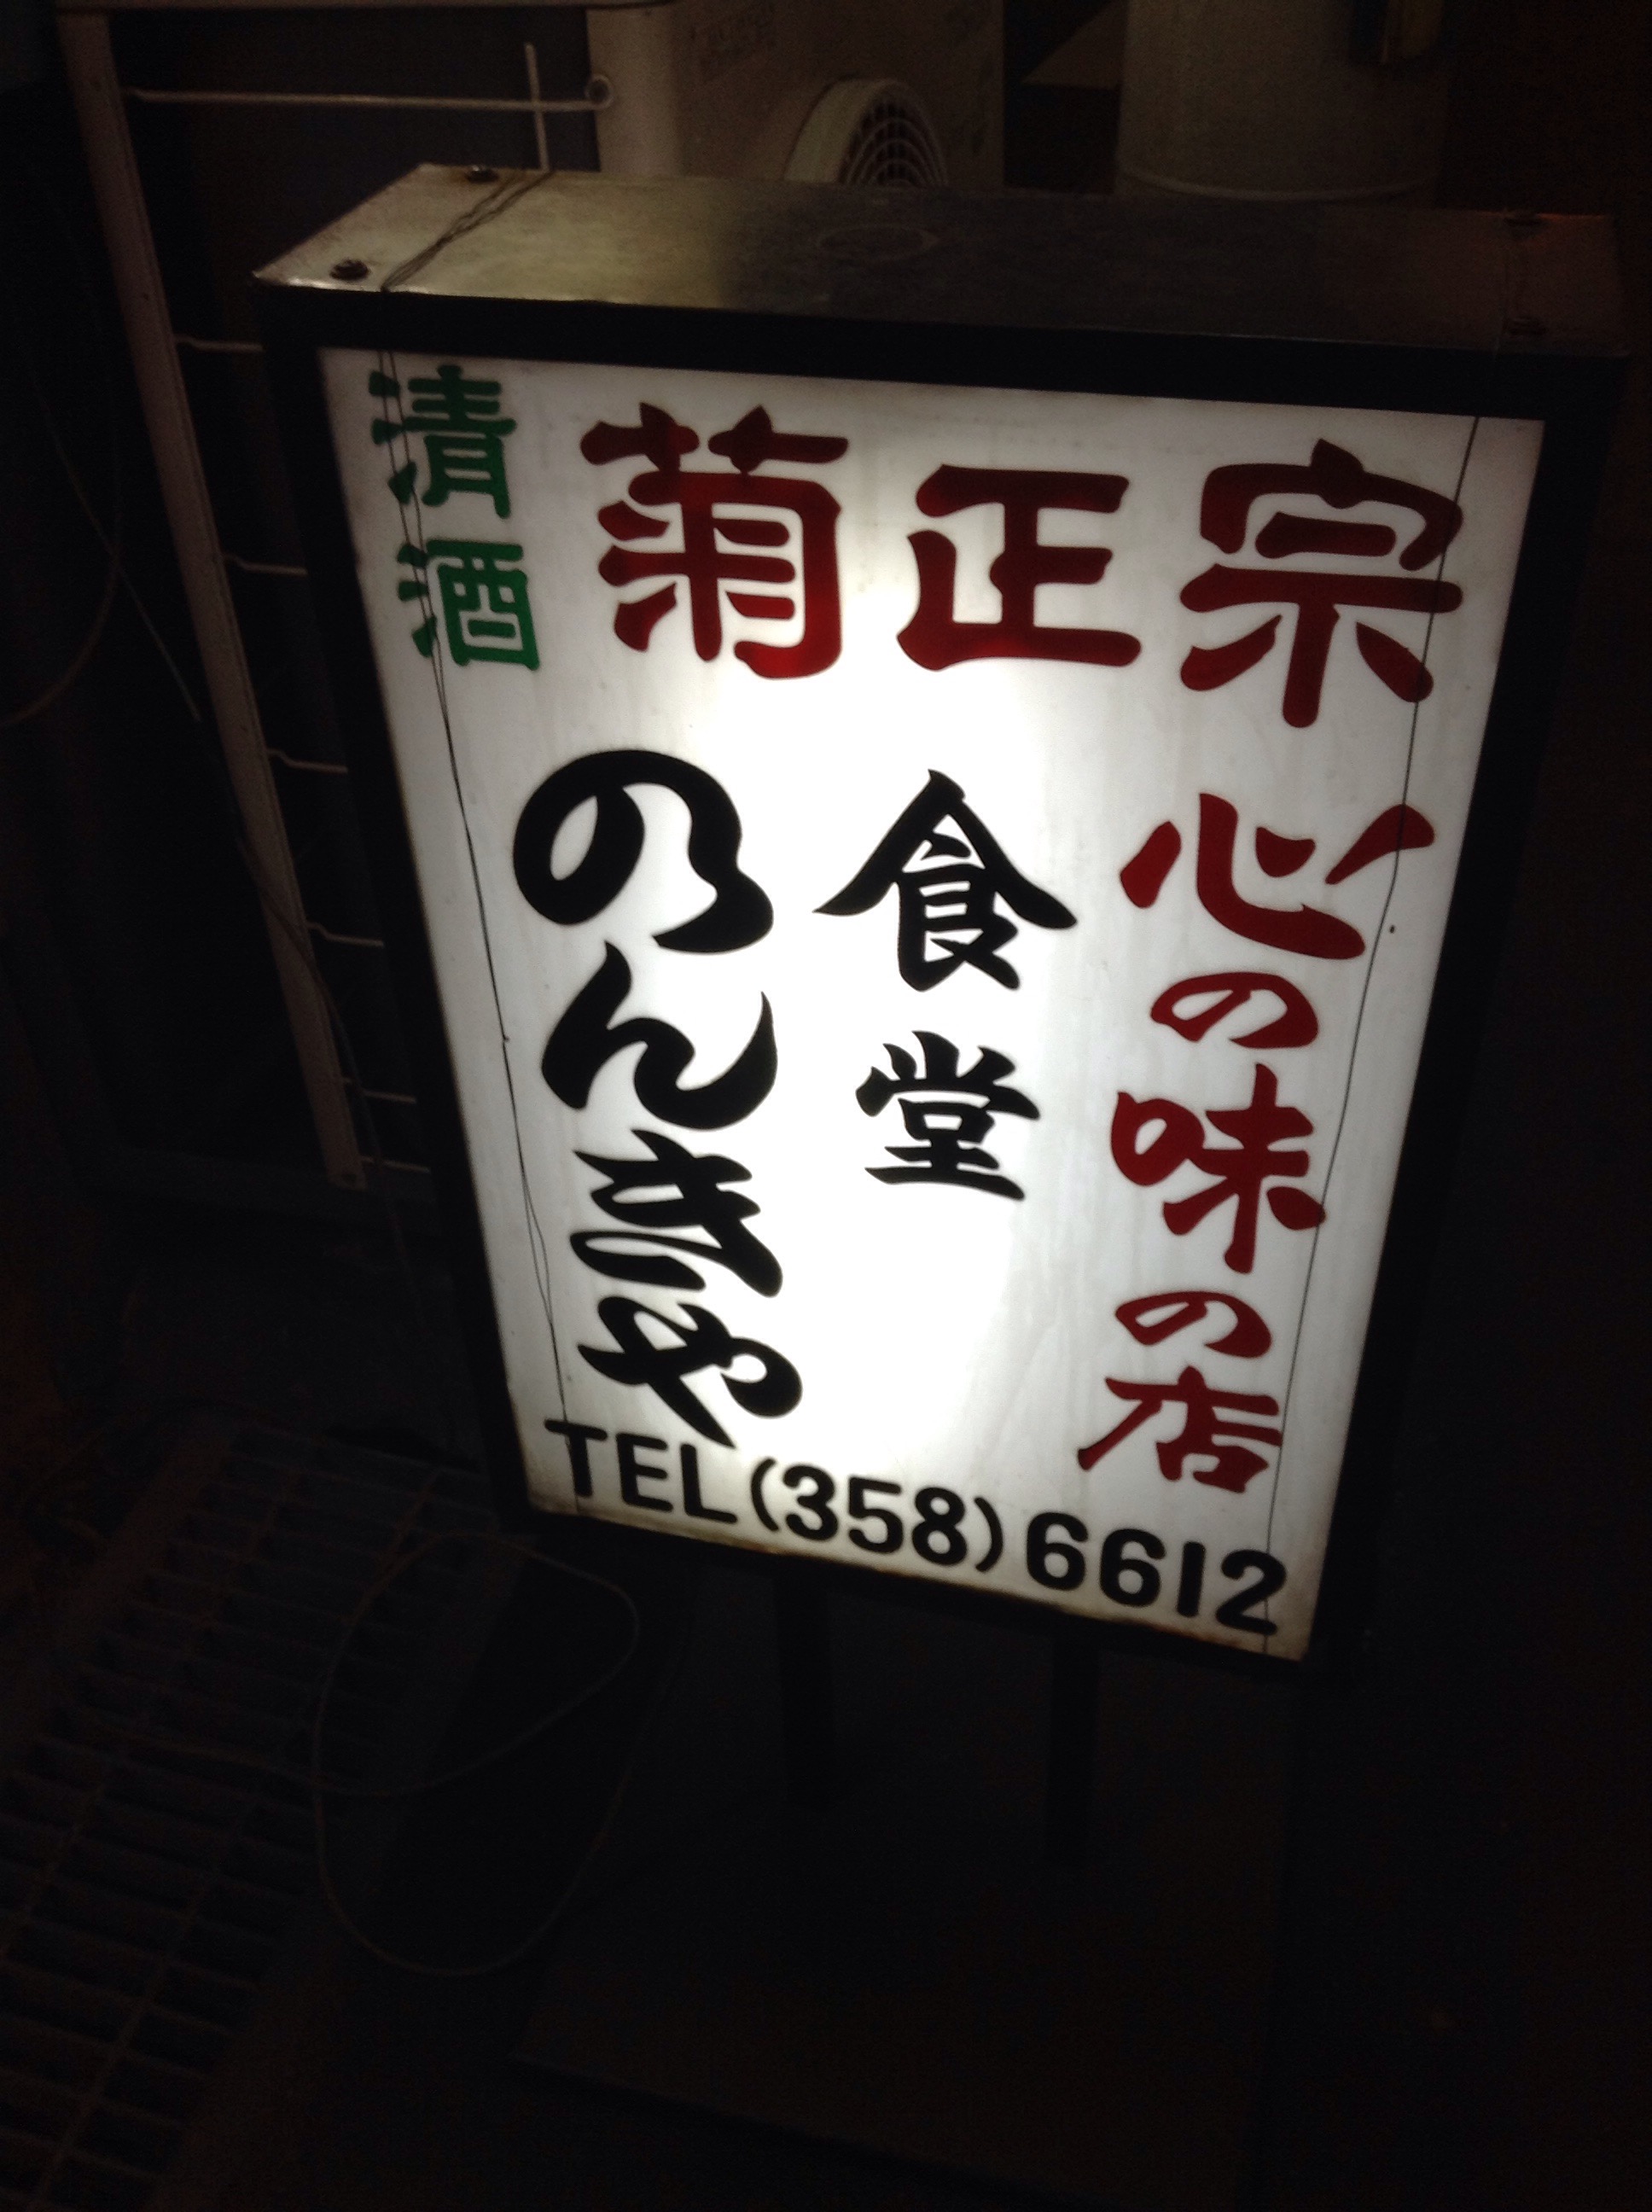 清酒
菊正宗
心の味の店
食堂
のんきや
TEL(358)6612